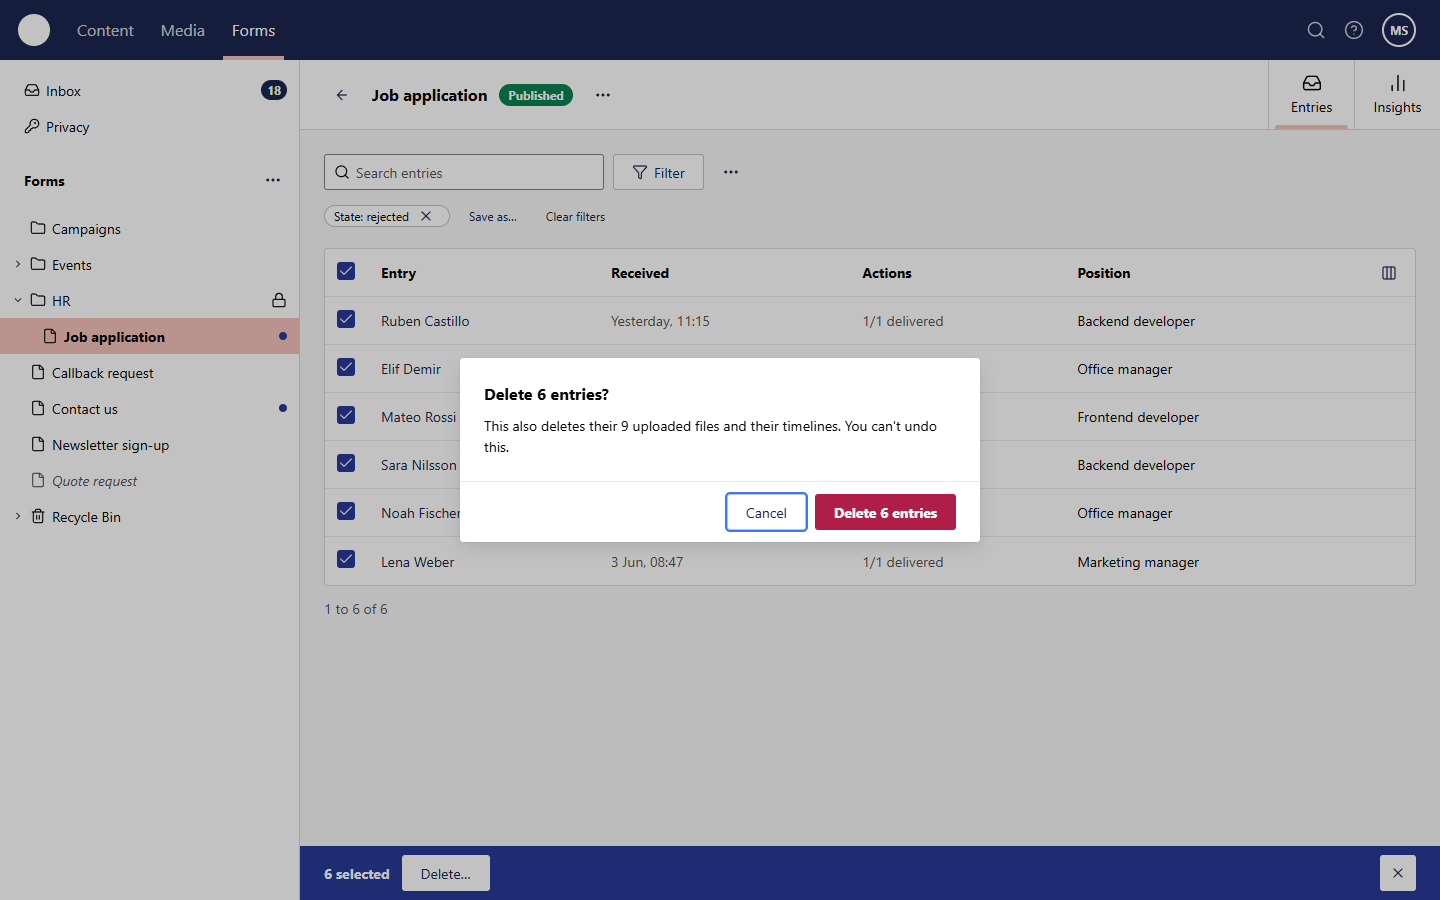 Content
Media
Forms
MS
Inbox
18
Privacy
Forms
Campaigns
Events
HR
Job application
Callback request
Contact us
Newsletter sign-up
Quote request
Recycle Bin
Job application
Published
Entries
Insights
Search entries
Filter
State: rejected
Save as...
Clear filters
Entry
Received
Actions
Position
Ruben Castillo
Yesterday, 11:15
1/1 delivered
Backend developer
Elif Demir
Office manager
Mateo Rossi
Frontend developer
Sara Nilsson
Backend developer
Noah Fischer
Office manager
Lena Weber
3 Jun, 08:47
1/1 delivered
Marketing manager
1 to 6 of 6
Delete 6 entries?
This also deletes their 9 uploaded files and their timelines. You can't undo
this.
Cancel
Delete 6 entries
6 selected
Delete...